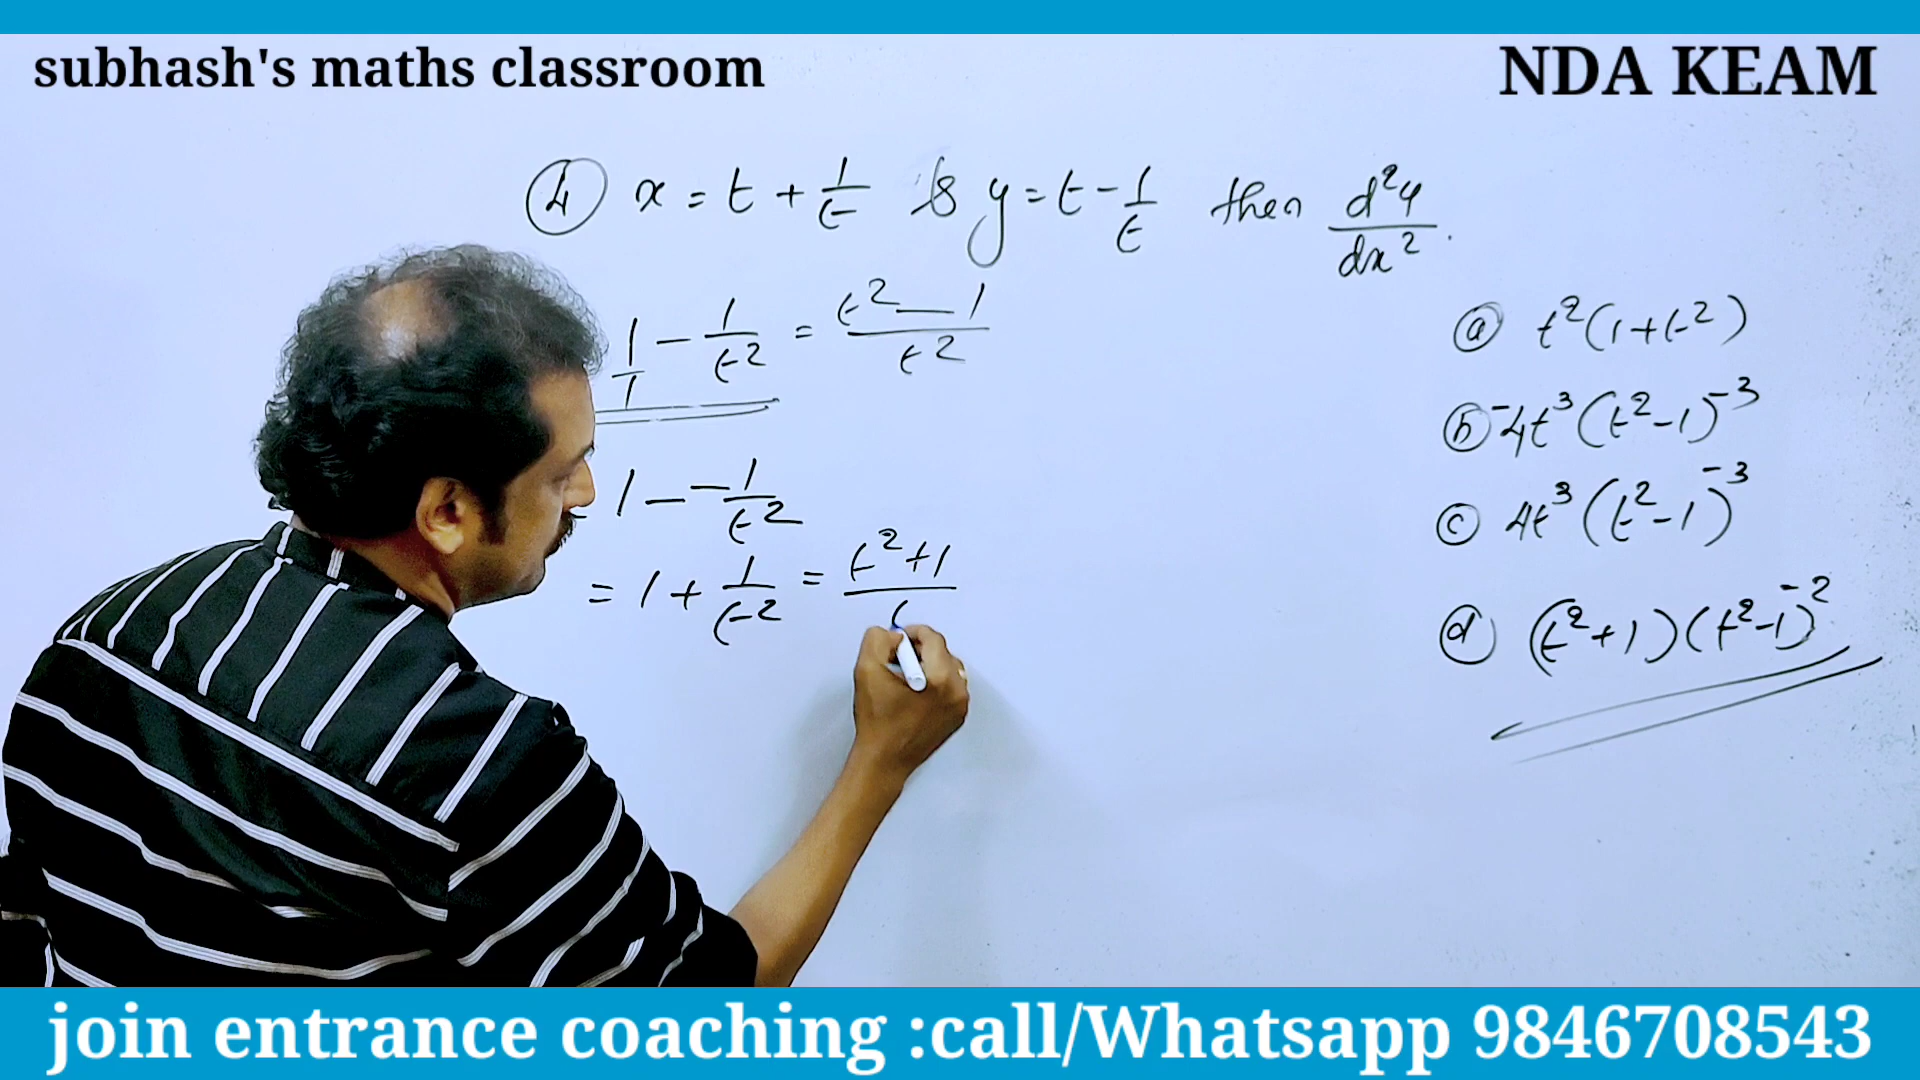 subhash's maths classroom
NDA KEAM
4 x = t + 1/t & y = t - 1/t then d²y/dx².
1/1 - 1/t² = t² - 1/t²
= 1 - -1/t²
= 1 + 1/t² = t² + 1/t
a t²(1+t²)
b -4t³(t²-1)⁻³
c 4t³(t²-1)⁻³
d (t²+1)(t²-1)⁻²
join entrance coaching :call/Whatsapp 9846708543